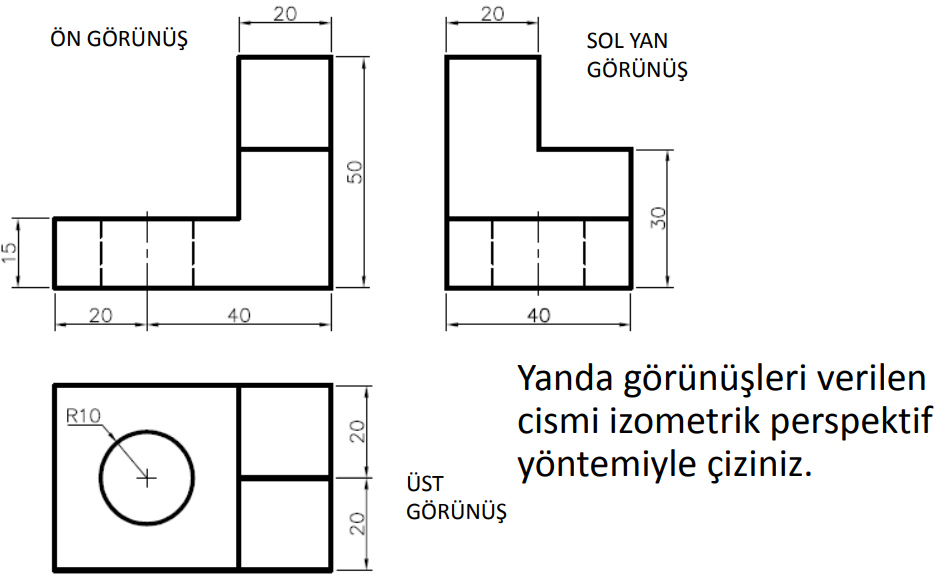 ÖN GÖRÜNÜŞ
20
50
15
20
40
20
SOL YAN
GÖRÜNÜŞ
30
40
R10
20
20
ÜST
GÖRÜNÜŞ
Yanda görünüşleri verilen
cismi izometrik perspektif
yöntemiyle çiziniz.